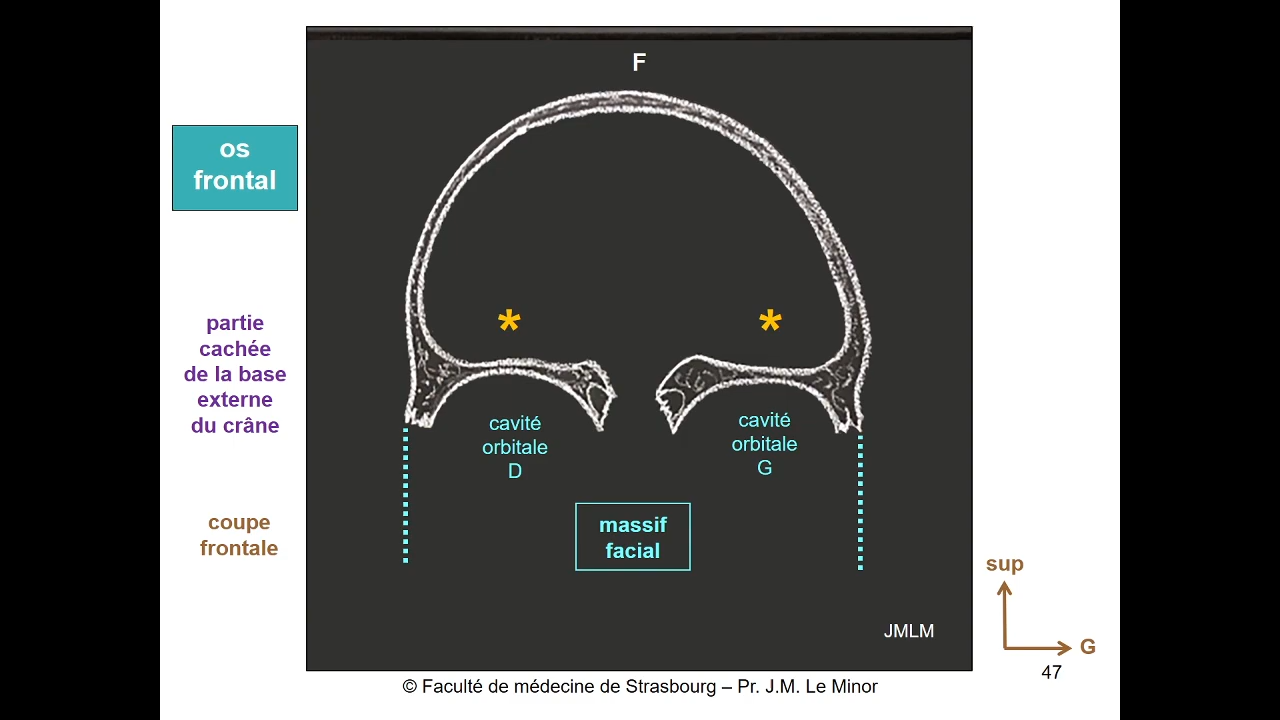 F
os
frontal
partie
cachée
de la base
externe
du crâne
*
*
cavité
orbitale
D
cavité
orbitale
G
coupe
frontale
massif
facial
sup
G
JMLM
47
© Faculté de médecine de Strasbourg – Pr. J.M. Le Minor